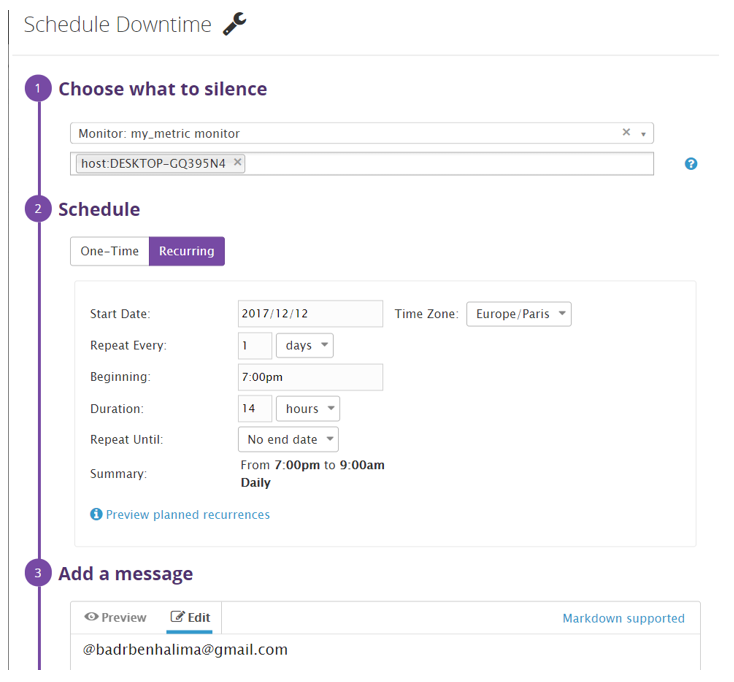 Schedule Downtime
1 Choose what to silence
Monitor: my_metric monitor × ▾
host:DESKTOP-GQ395N4 × ?
2 Schedule
One-Time Recurring
Start Date: 2017/12/12 Time Zone: Europe/Paris
Repeat Every: 1 days
Beginning: 7:00pm
Duration: 14 hours
Repeat Until: No end date
Summary: From 7:00pm to 9:00am
Daily
Preview planned recurrences
3 Add a message
Preview Edit Markdown supported
@badrbenhalima@gmail.com